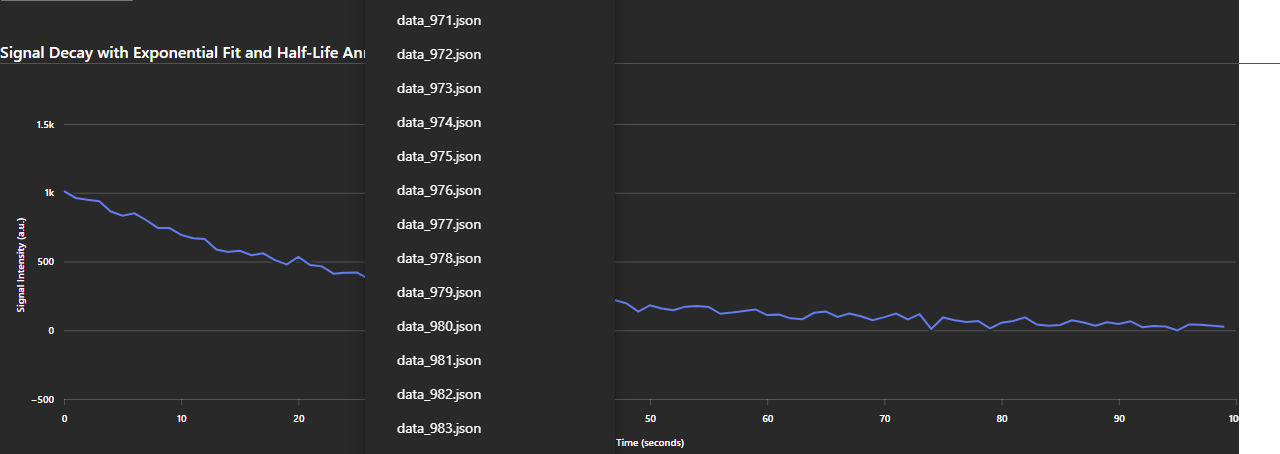 Signal Decay with Exponential Fit and Half-Life
data_971.json
data_972.json
data_973.json
data_974.json
data_975.json
data_976.json
data_977.json
data_978.json
data_979.json
data_980.json
data_981.json
data_982.json
data_983.json
1.5k
1k
500
0
−500
Signal Intensity (a.u.)
0
10
20
50
60
70
80
90
10
Time (seconds)